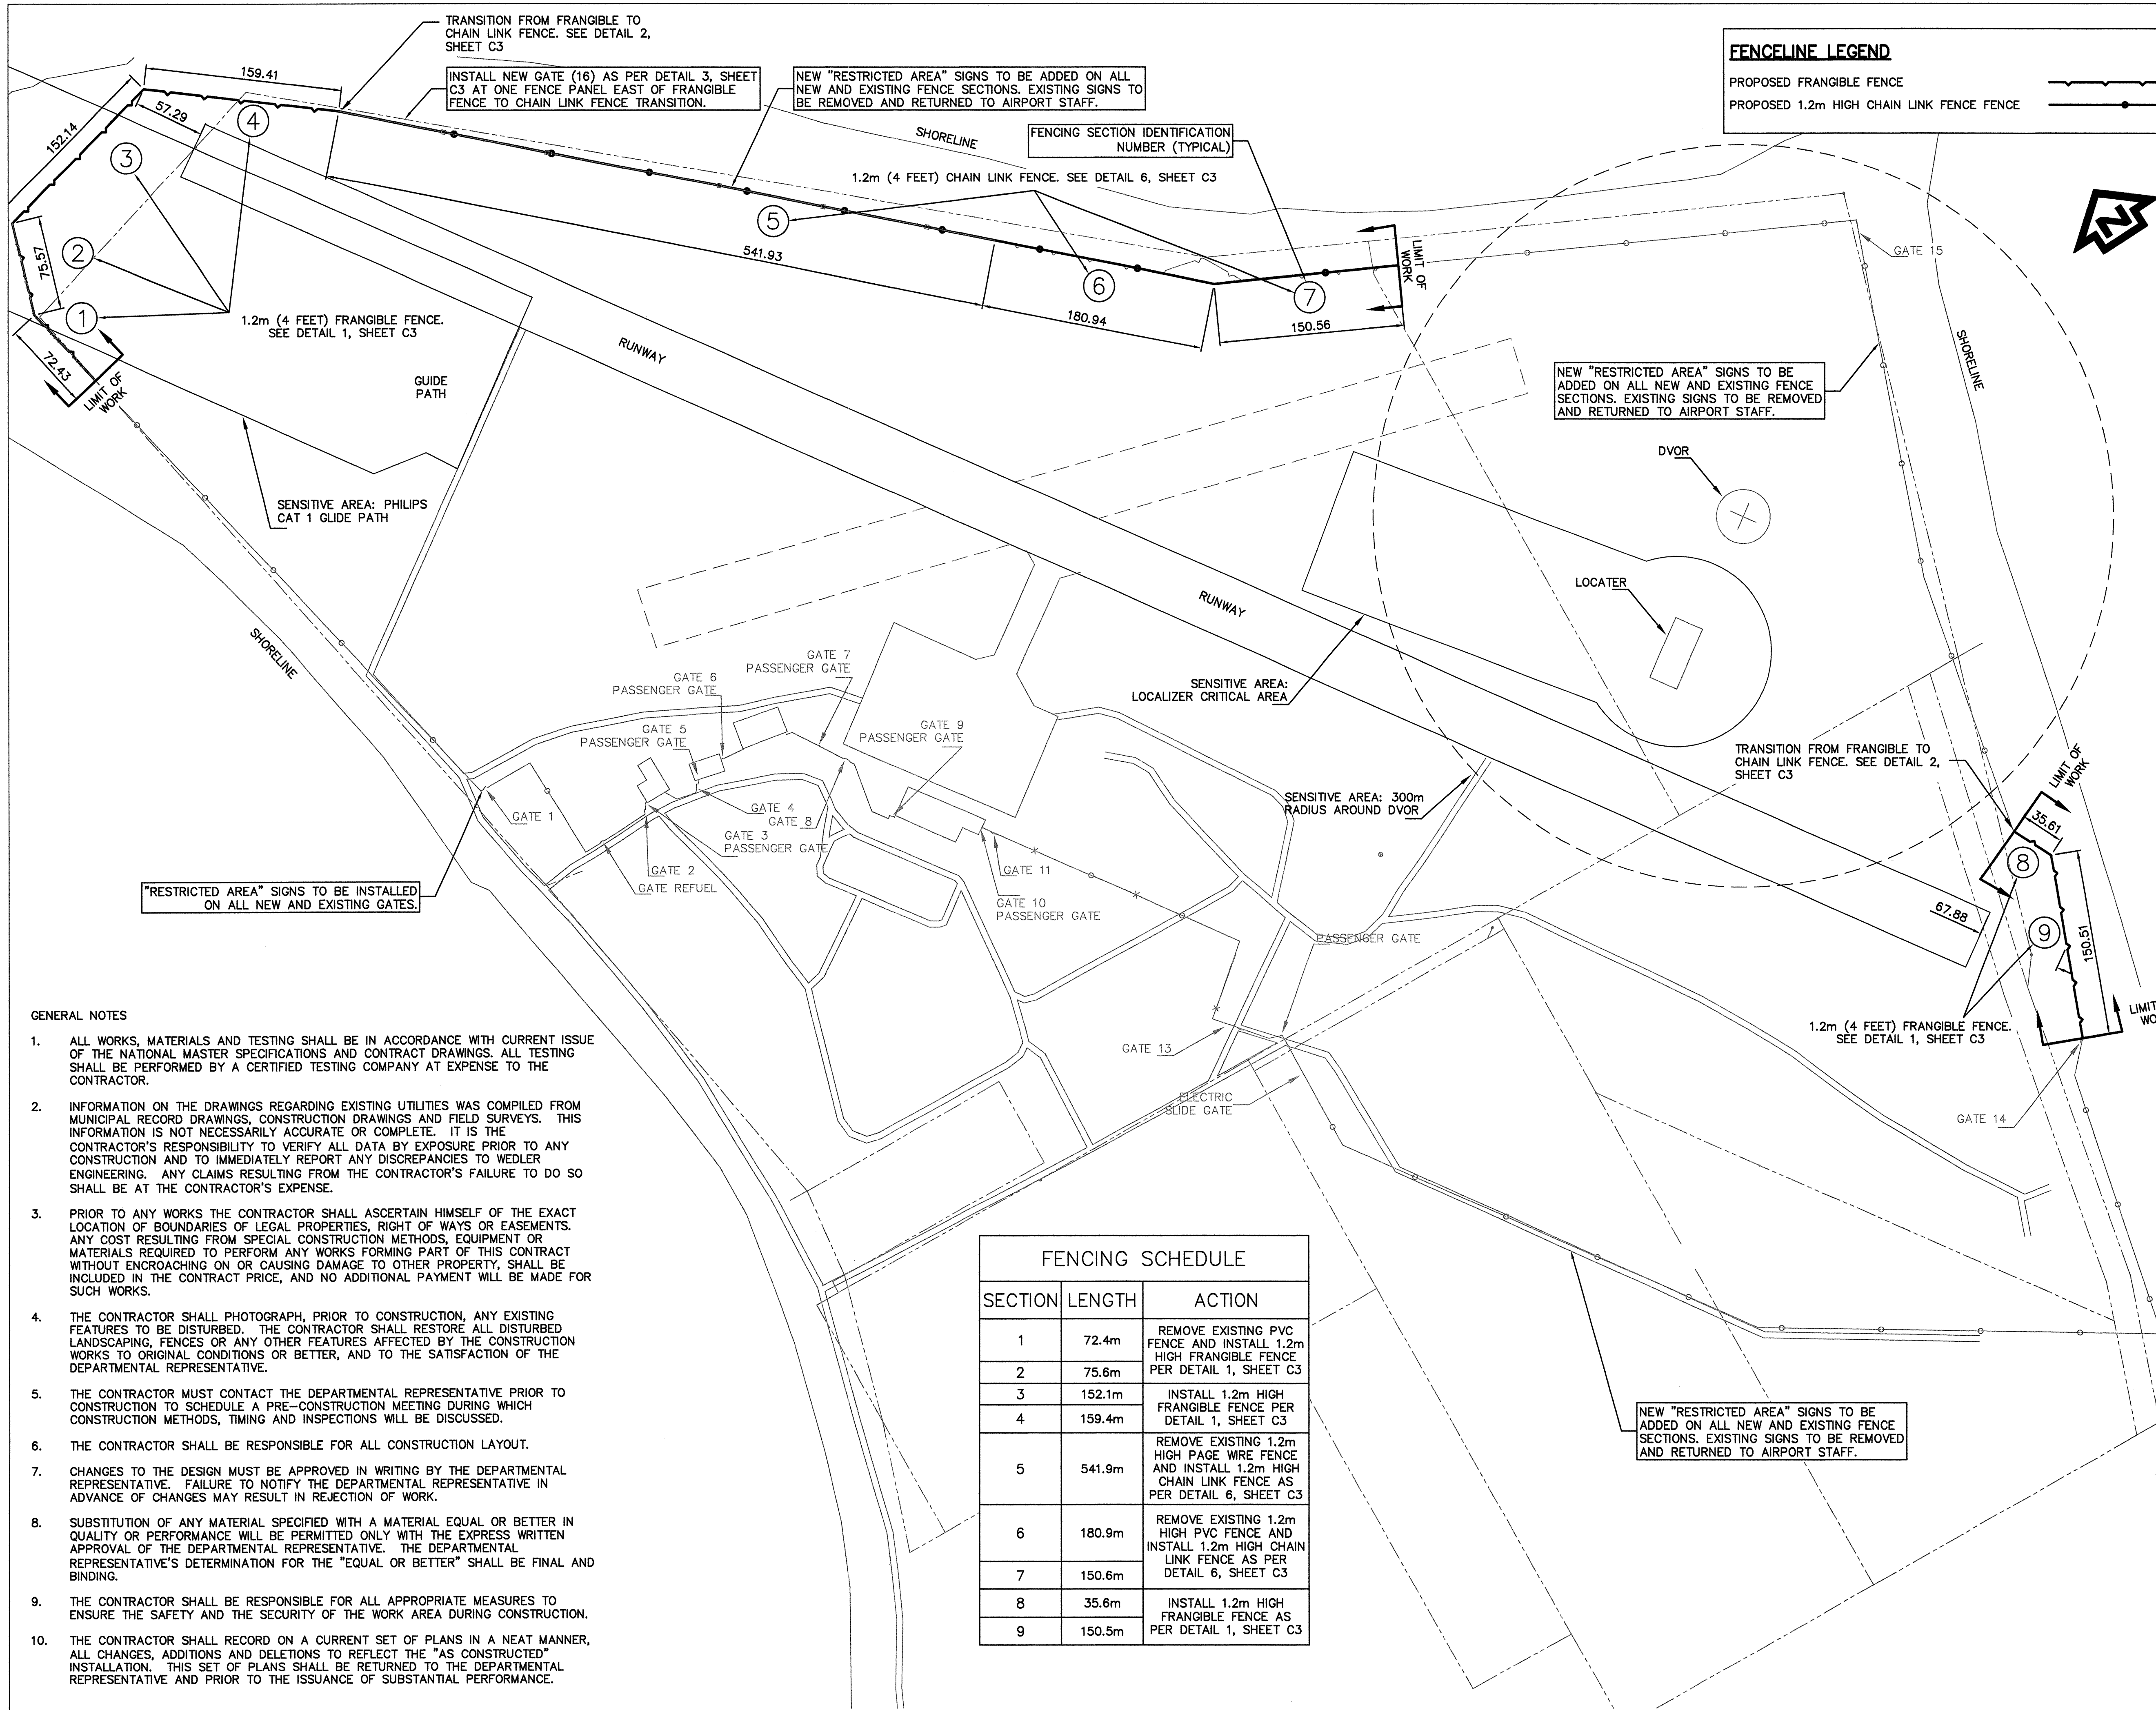 TRANSITION FROM FRANGIBLE TO
CHAIN LINK FENCE. SEE DETAIL 2,
SHEET C3
INSTALL NEW GATE (16) AS PER DETAIL 3, SHEET
C3 AT ONE FENCE PANEL EAST OF FRANGIBLE
FENCE TO CHAIN LINK FENCE TRANSITION.
NEW "RESTRICTED AREA" SIGNS TO BE ADDED ON ALL
NEW AND EXISTING FENCE SECTIONS. EXISTING SIGNS TO
BE REMOVED AND RETURNED TO AIRPORT STAFF.
FENCELINE LEGEND
PROPOSED FRANGIBLE FENCE
PROPOSED 1.2m HIGH CHAIN LINK FENCE FENCE
159.41
57.29
152.14
4
3
2
75.57
1
72.43
LIMIT OF
WORK
1.2m (4 FEET) FRANGIBLE FENCE.
SEE DETAIL 1, SHEET C3
SHORELINE
FENCING SECTION IDENTIFICATION
NUMBER (TYPICAL)
1.2m (4 FEET) CHAIN LINK FENCE. SEE DETAIL 6, SHEET C3
5
541.93
6
180.94
7
150.56
LIMIT OF
WORK
N
GATE 15
SHORELINE
RUNWAY
GUIDE
PATH
SENSITIVE AREA: PHILIPS
CAT 1 GLIDE PATH
NEW "RESTRICTED AREA" SIGNS TO BE
ADDED ON ALL NEW AND EXISTING FENCE
SECTIONS. EXISTING SIGNS TO BE REMOVED
AND RETURNED TO AIRPORT STAFF.
DVOR
LOCATER
RUNWAY
SHORELINE
GATE 7
PASSENGER GATE
GATE 6
PASSENGER GATE
GATE 5
PASSENGER GATE
GATE 9
PASSENGER GATE
SENSITIVE AREA:
LOCALIZER CRITICAL AREA
TRANSITION FROM FRANGIBLE TO
CHAIN LINK FENCE. SEE DETAIL 2,
SHEET C3
LIMIT OF
WORK
SENSITIVE AREA: 300m
RADIUS AROUND DVOR
GATE 1
GATE 4
GATE 8
GATE 3
PASSENGER GATE
GATE 2
GATE REFUEL
GATE 11
GATE 10
PASSENGER GATE
PASSENGER GATE
"RESTRICTED AREA" SIGNS TO BE INSTALLED
ON ALL NEW AND EXISTING GATES.
35.61
8
67.88
9
150.51
LIMIT
1.2m (4 FEET) FRANGIBLE FENCE.
SEE DETAIL 1, SHEET C3
GATE 13
ELECTRIC
SLIDE GATE
GATE 14
GENERAL NOTES
1. ALL WORKS, MATERIALS AND TESTING SHALL BE IN ACCORDANCE WITH CURRENT ISSUE
OF THE NATIONAL MASTER SPECIFICATIONS AND CONTRACT DRAWINGS. ALL TESTING
SHALL BE PERFORMED BY A CERTIFIED TESTING COMPANY AT EXPENSE TO THE
CONTRACTOR.
2. INFORMATION ON THE DRAWINGS REGARDING EXISTING UTILITIES WAS COMPILED FROM
MUNICIPAL RECORD DRAWINGS, CONSTRUCTION DRAWINGS AND FIELD SURVEYS. THIS
INFORMATION IS NOT NECESSARILY ACCURATE OR COMPLETE. IT IS THE
CONTRACTOR'S RESPONSIBILITY TO VERIFY ALL DATA BY EXPOSURE PRIOR TO ANY
CONSTRUCTION AND TO IMMEDIATELY REPORT ANY DISCREPANCIES TO WEDLER
ENGINEERING. ANY CLAIMS RESULTING FROM THE CONTRACTOR'S FAILURE TO DO SO
SHALL BE AT THE CONTRACTOR'S EXPENSE.
3. PRIOR TO ANY WORKS THE CONTRACTOR SHALL ASCERTAIN HIMSELF OF THE EXACT
LOCATION OF BOUNDARIES OF LEGAL PROPERTIES, RIGHT OF WAYS OR EASEMENTS.
ANY COST RESULTING FROM SPECIAL CONSTRUCTION METHODS, EQUIPMENT OR
MATERIALS REQUIRED TO PERFORM ANY WORKS FORMING PART OF THIS CONTRACT
WITHOUT ENCROACHING ON OR CAUSING DAMAGE TO OTHER PROPERTY, SHALL BE
INCLUDED IN THE CONTRACT PRICE, AND NO ADDITIONAL PAYMENT WILL BE MADE FOR
SUCH WORKS.
4. THE CONTRACTOR SHALL PHOTOGRAPH, PRIOR TO CONSTRUCTION, ANY EXISTING
FEATURES TO BE DISTURBED. THE CONTRACTOR SHALL RESTORE ALL DISTURBED
LANDSCAPING, FENCES OR ANY OTHER FEATURES AFFECTED BY THE CONSTRUCTION
WORKS TO ORIGINAL CONDITIONS OR BETTER, AND TO THE SATISFACTION OF THE
DEPARTMENTAL REPRESENTATIVE.
5. THE CONTRACTOR MUST CONTACT THE DEPARTMENTAL REPRESENTATIVE PRIOR TO
CONSTRUCTION TO SCHEDULE A PRE-CONSTRUCTION MEETING DURING WHICH
CONSTRUCTION METHODS, TIMING AND INSPECTIONS WILL BE DISCUSSED.
6. THE CONTRACTOR SHALL BE RESPONSIBLE FOR ALL CONSTRUCTION LAYOUT.
7. CHANGES TO THE DESIGN MUST BE APPROVED IN WRITING BY THE DEPARTMENTAL
REPRESENTATIVE. FAILURE TO NOTIFY THE DEPARTMENTAL REPRESENTATIVE IN
ADVANCE OF CHANGES MAY RESULT IN REJECTION OF WORK.
8. SUBSTITUTION OF ANY MATERIAL SPECIFIED WITH A MATERIAL EQUAL OR BETTER IN
QUALITY OR PERFORMANCE WILL BE PERMITTED ONLY WITH THE EXPRESS WRITTEN
APPROVAL OF THE DEPARTMENTAL REPRESENTATIVE. THE DEPARTMENTAL
REPRESENTATIVE'S DETERMINATION FOR THE "EQUAL OR BETTER" SHALL BE FINAL AND
BINDING.
9. THE CONTRACTOR SHALL BE RESPONSIBLE FOR ALL APPROPRIATE MEASURES TO
ENSURE THE SAFETY AND THE SECURITY OF THE WORK AREA DURING CONSTRUCTION.
10. THE CONTRACTOR SHALL RECORD ON A CURRENT SET OF PLANS IN A NEAT MANNER,
ALL CHANGES, ADDITIONS AND DELETIONS TO REFLECT THE "AS CONSTRUCTED"
INSTALLATION. THIS SET OF PLANS SHALL BE RETURNED TO THE DEPARTMENTAL
REPRESENTATIVE AND PRIOR TO THE ISSUANCE OF SUBSTANTIAL PERFORMANCE.
FENCING SCHEDULE
SECTION LENGTH ACTION
1 72.4m
2 75.6m
REMOVE EXISTING PVC
FENCE AND INSTALL 1.2m
HIGH FRANGIBLE FENCE
PER DETAIL 1, SHEET C3
3 152.1m
4 159.4m
INSTALL 1.2m HIGH
FRANGIBLE FENCE PER
DETAIL 1, SHEET C3
5 541.9m
REMOVE EXISTING 1.2m
HIGH PAGE WIRE FENCE
AND INSTALL 1.2m HIGH
CHAIN LINK FENCE AS
PER DETAIL 6, SHEET C3
6 180.9m
7 150.6m
REMOVE EXISTING 1.2m
HIGH PVC FENCE AND
INSTALL 1.2m HIGH CHAIN
LINK FENCE AS PER
DETAIL 6, SHEET C3
8 35.6m
9 150.5m
INSTALL 1.2m HIGH
FRANGIBLE FENCE AS
PER DETAIL 1, SHEET C3
NEW "RESTRICTED AREA" SIGNS TO BE
ADDED ON ALL NEW AND EXISTING FENCE
SECTIONS. EXISTING SIGNS TO BE REMOVED
AND RETURNED TO AIRPORT STAFF.